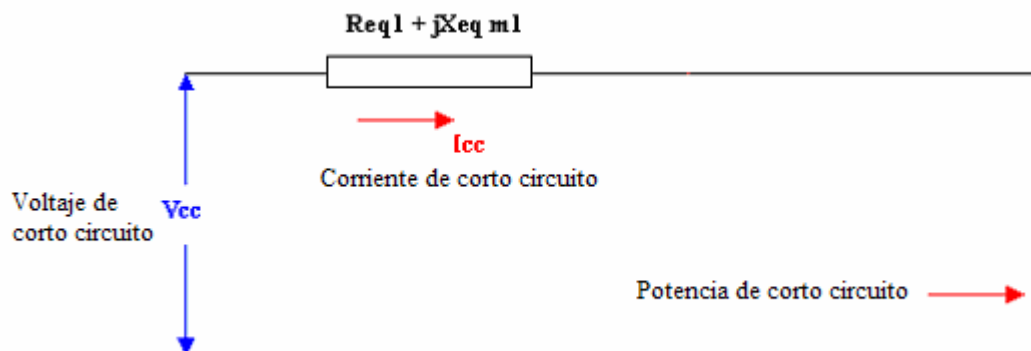 Req1 + jXeq m1
Icc
Corriente de corto circuito
Voltaje de
corto circuito
Vcc
Potencia de corto circuito